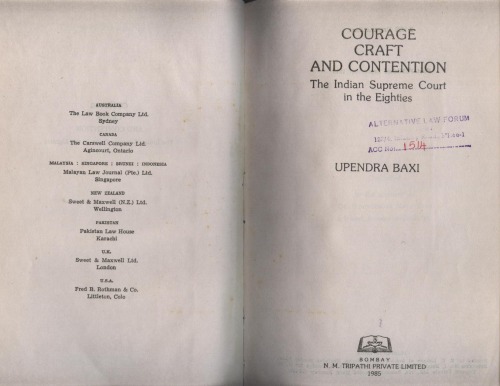 AUSTRALIA
The Law Book Company Ltd.
Sydney
CANADA
The Carswell Company Ltd.
Agincourt, Ontario
MALAYSIA : SINGAPORE : BRUNEI : INDONESIA
Malayan Law Journal (Pte.) Ltd.
Singapore
NEW ZEALAND
Sweet & Maxwell (N.Z.) Ltd.
Wellington
PAKISTAN
Pakistan Law House
Karachi
U.K.
Sweet & Maxwell Ltd.
London
U.S.A.
Fred B. Rothman & Co.
Littleton, Colo
COURAGE
CRAFT
AND CONTENTION
The Indian Supreme Court
in the Eighties
ALTERNATIVE LAW FORUM
ACC No. 1514
UPENDRA BAXI
BOMBAY
N. M. TRIPATHI PRIVATE LIMITED
1985